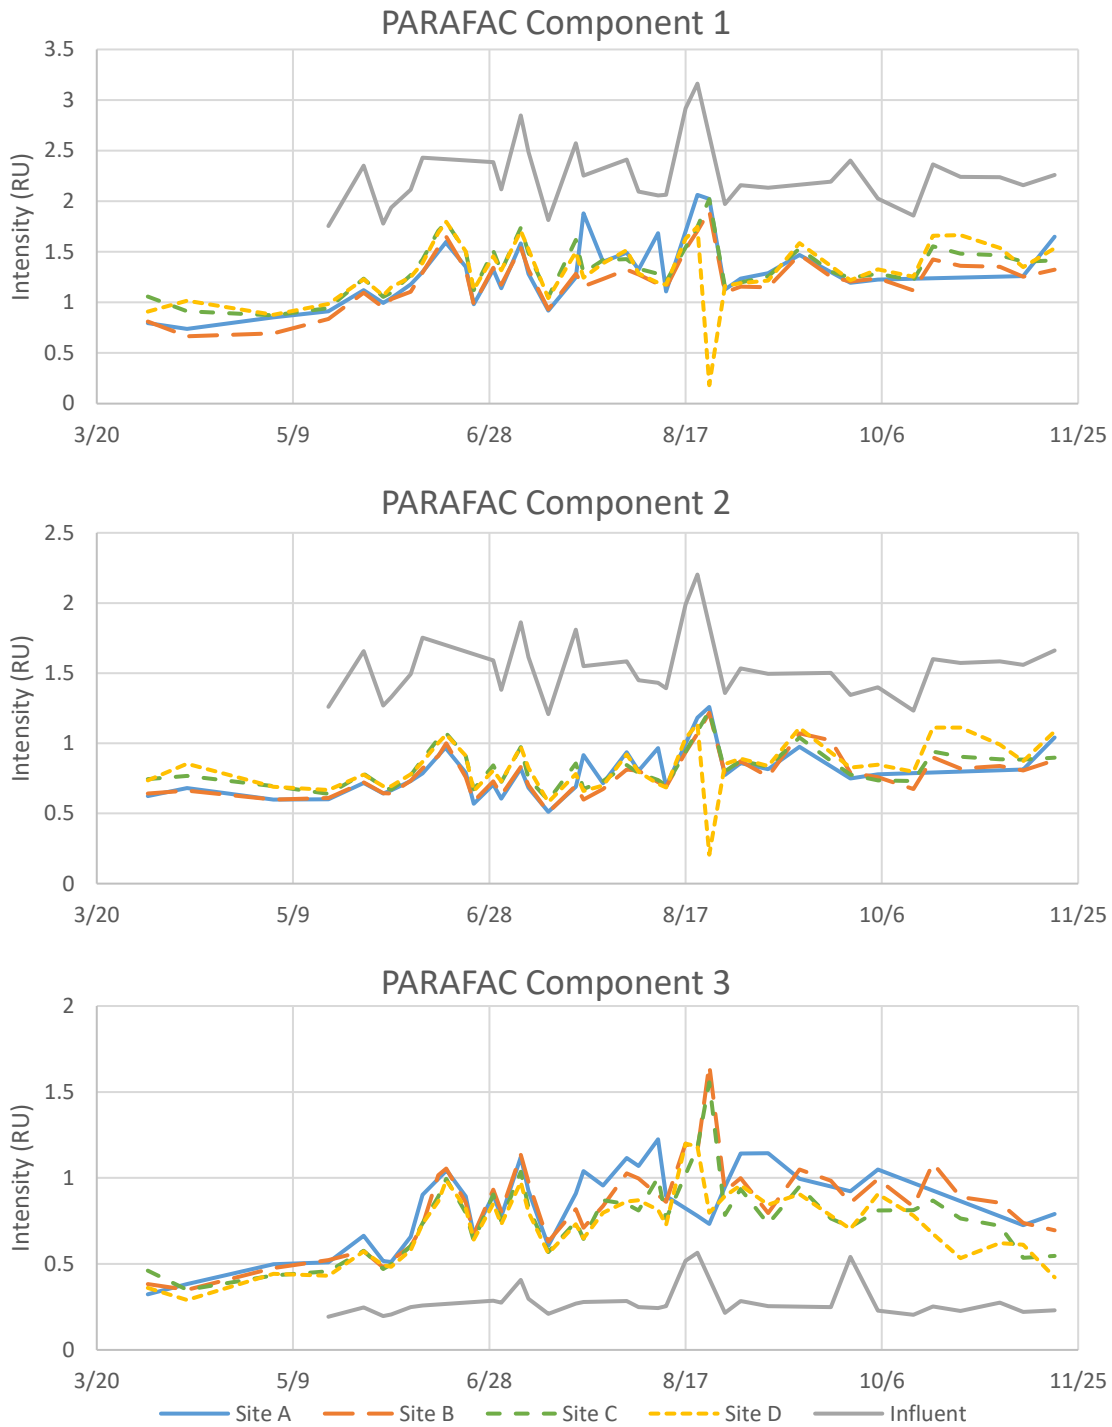 PARAFAC Component 1
3.5
3
2.5
2
1.5
1
0.5
0
Intensity (RU)
3/20 5/9 6/28 8/17 10/6 11/25
PARAFAC Component 2
2.5
2
1.5
1
0.5
0
Intensity (RU)
3/20 5/9 6/28 8/17 10/6 11/25
PARAFAC Component 3
2
1.5
1
0.5
0
Intensity (RU)
3/20 5/9 6/28 8/17 10/6 11/25
Site A Site B Site C Site D Influent